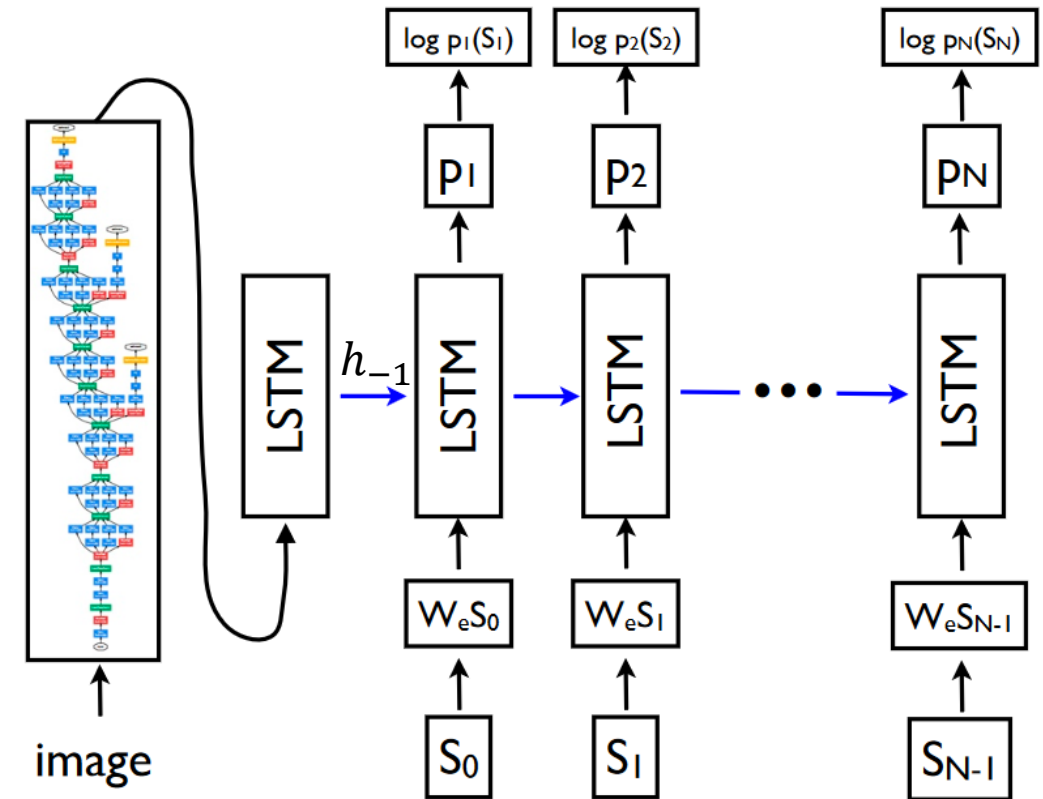 log p₁(S₁) log p₂(S₂) log pN(SN)
p₁ p₂ pN
LSTM LSTM LSTM LSTM
h₋₁
•••
WₑS₀ WₑS₁ WₑSN-1
image S₀ S₁ SN-1